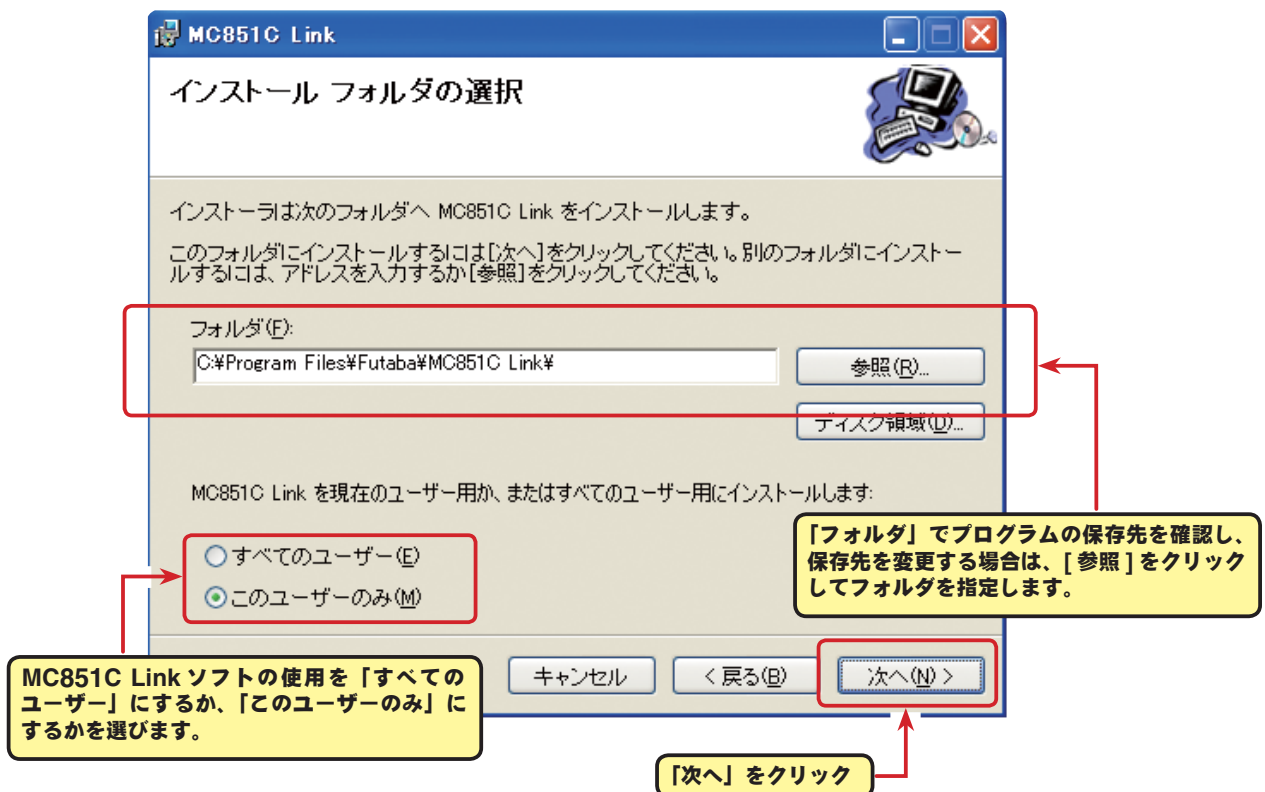 MC851C Link
インストール フォルダの選択
インストーラは次のフォルダへ MC851C Link をインストールします。
このフォルダにインストールするには[次へ]をクリックしてください。別のフォルダにインストー
ルするには、アドレスを入力するか[参照]をクリックしてください。
フォルダ(F):
C:¥Program Files¥Futaba¥MC851C Link¥
参照(R)...
ディスク領域(D)...
MC851C Link を現在のユーザー用か、またはすべてのユーザー用にインストールします:
すべてのユーザー(E)
このユーザーのみ(M)
「フォルダ」でプログラムの保存先を確認し、
保存先を変更する場合は、[ 参照 ] をクリック
してフォルダを指定します。
MC851C Link ソフトの使用を「すべての
ユーザー」にするか、「このユーザーのみ」に
するかを選びます。
キャンセル
< 戻る(B)
次へ(N) >
「次へ」をクリック